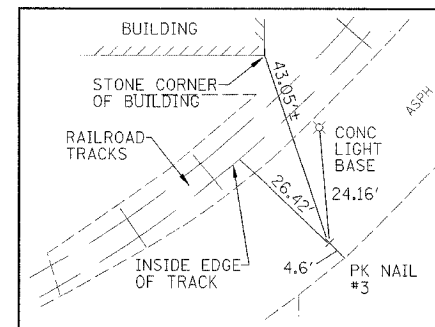 BUILDING
STONE CORNER
OF BUILDING
43.05'±
ASPH
RAILROAD
TRACKS
CONC
LIGHT
BASE
26.42'
24.16'
INSIDE EDGE
OF TRACK
4.6'
PK NAIL
#3